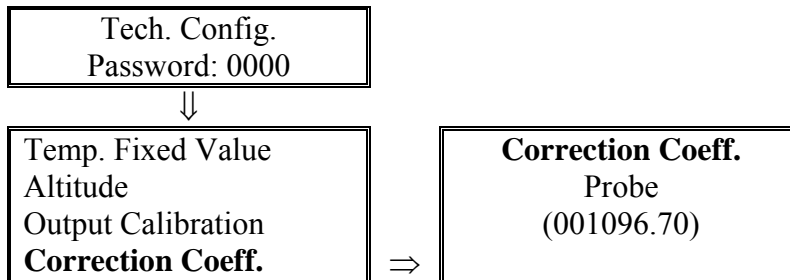 Tech. Config.
Password: 0000
⇓
Temp. Fixed Value
Altitude
Output Calibration
Correction Coeff.
⇒
Correction Coeff.
Probe
(001096.70)